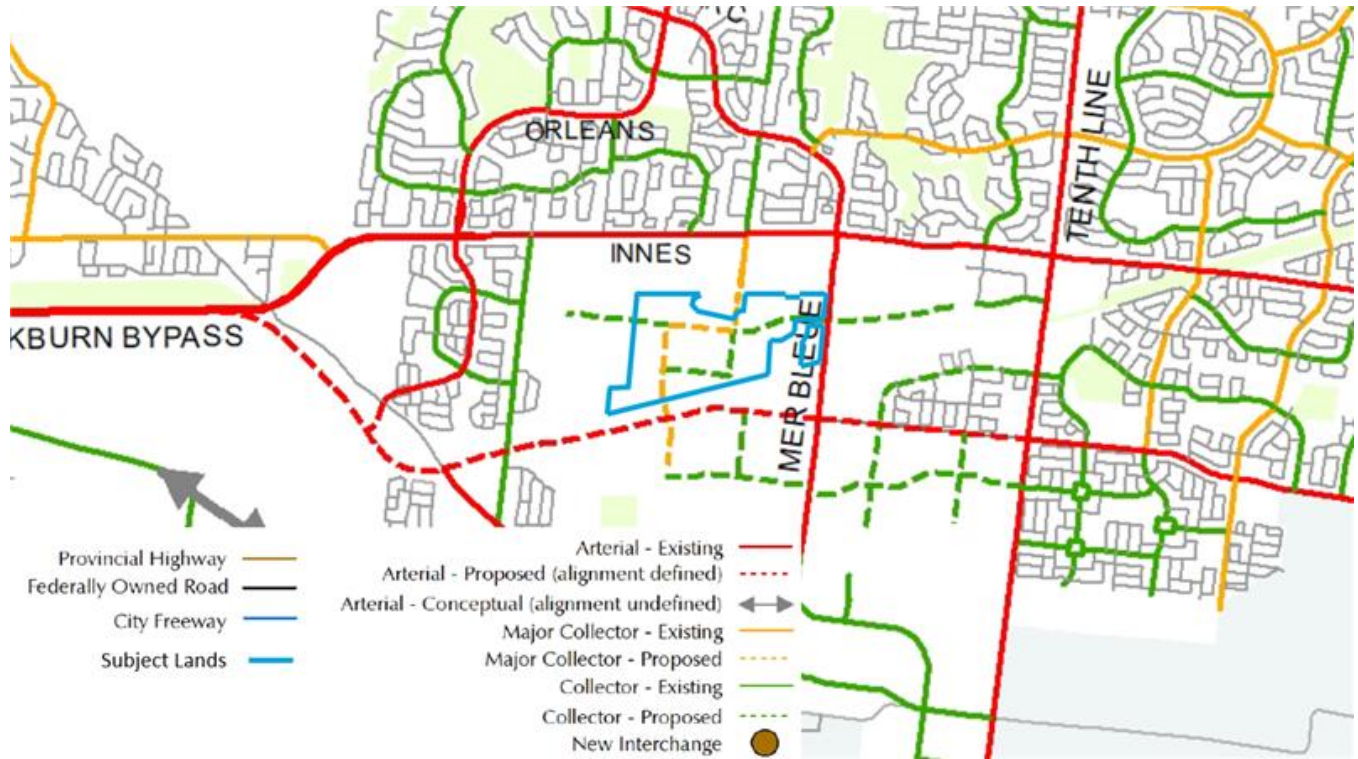 ORLEANS
TENTH LINE
INNES
MER BLEUE
KBURN BYPASS
Provincial Highway
Federally Owned Road
City Freeway
Subject Lands
Arterial - Existing
Arterial - Proposed (alignment defined)
Arterial - Conceptual (alignment undefined)
Major Collector - Existing
Major Collector - Proposed
Collector - Existing
Collector - Proposed
New Interchange